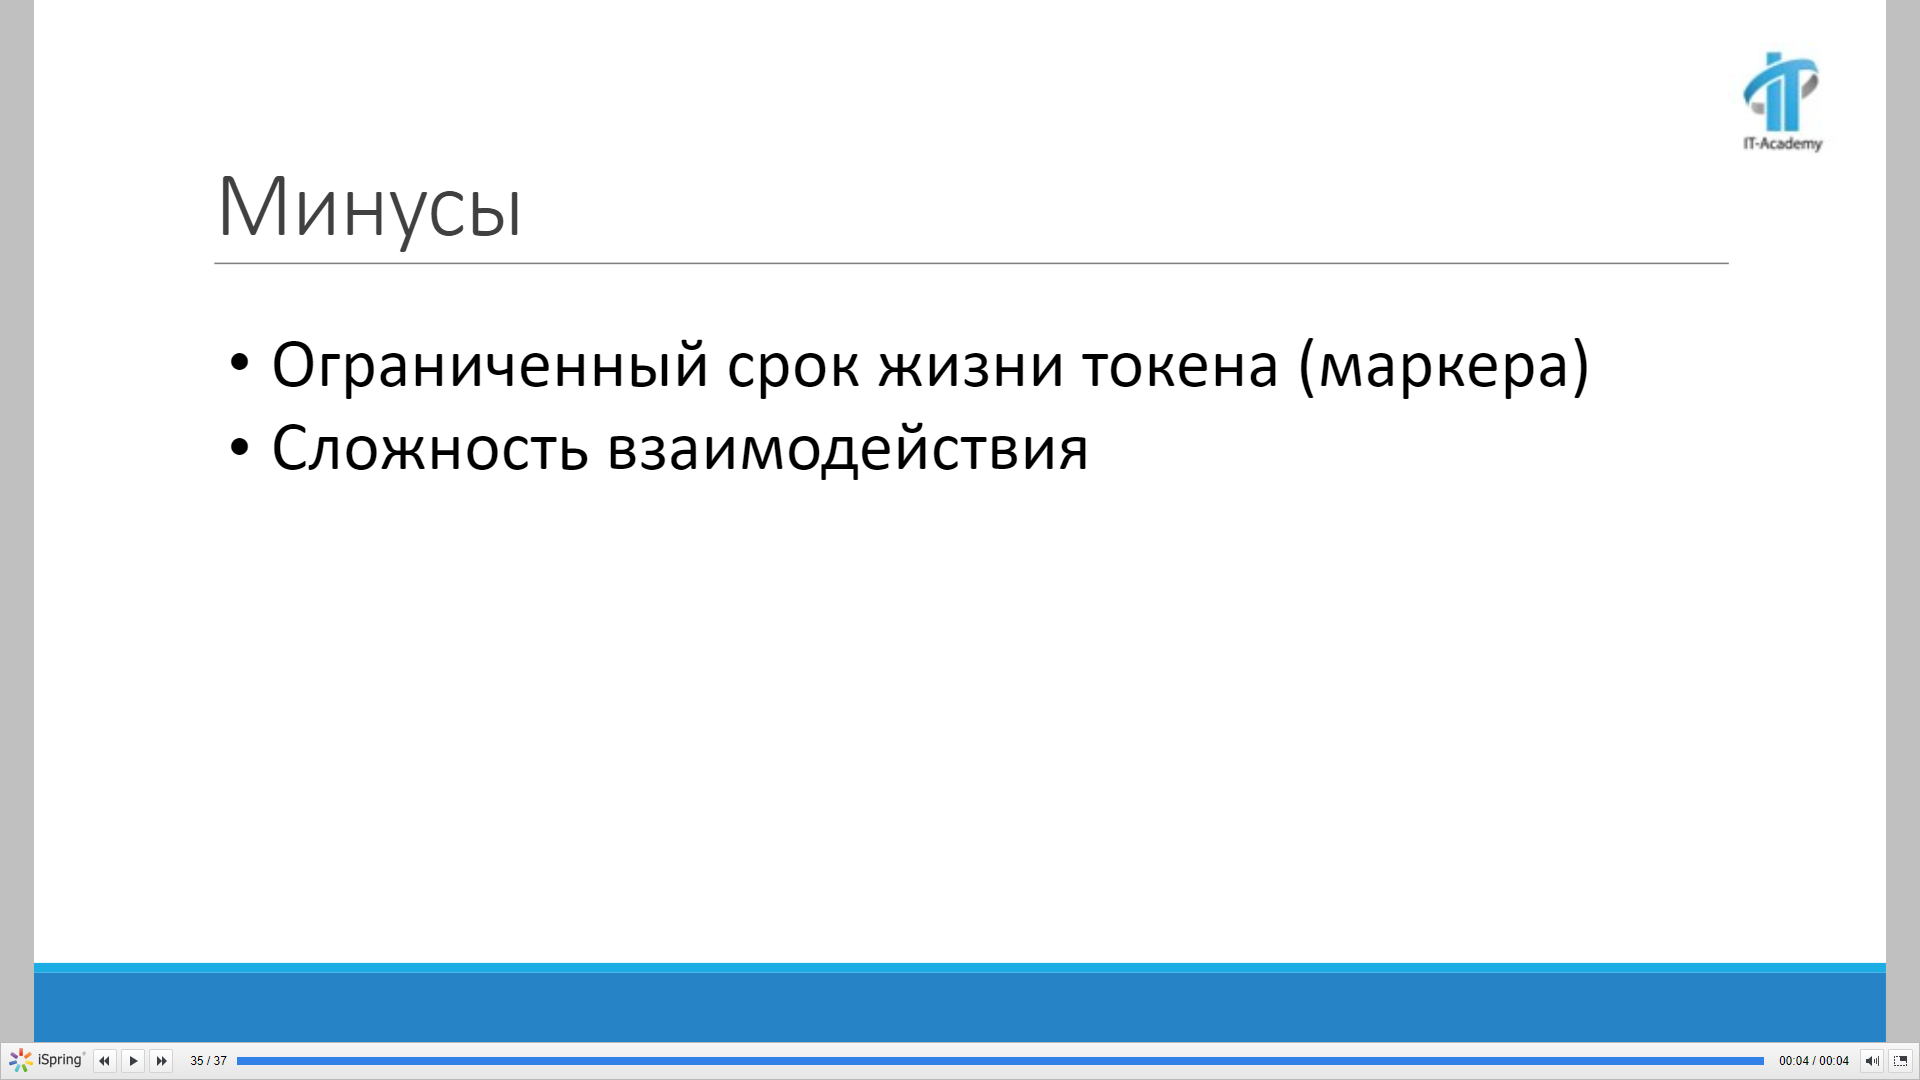 IT-Academy
Минусы
• Ограниченный срок жизни токена (маркера)
• Сложность взаимодействия
iSpring
35 / 37
00:04 / 00:04